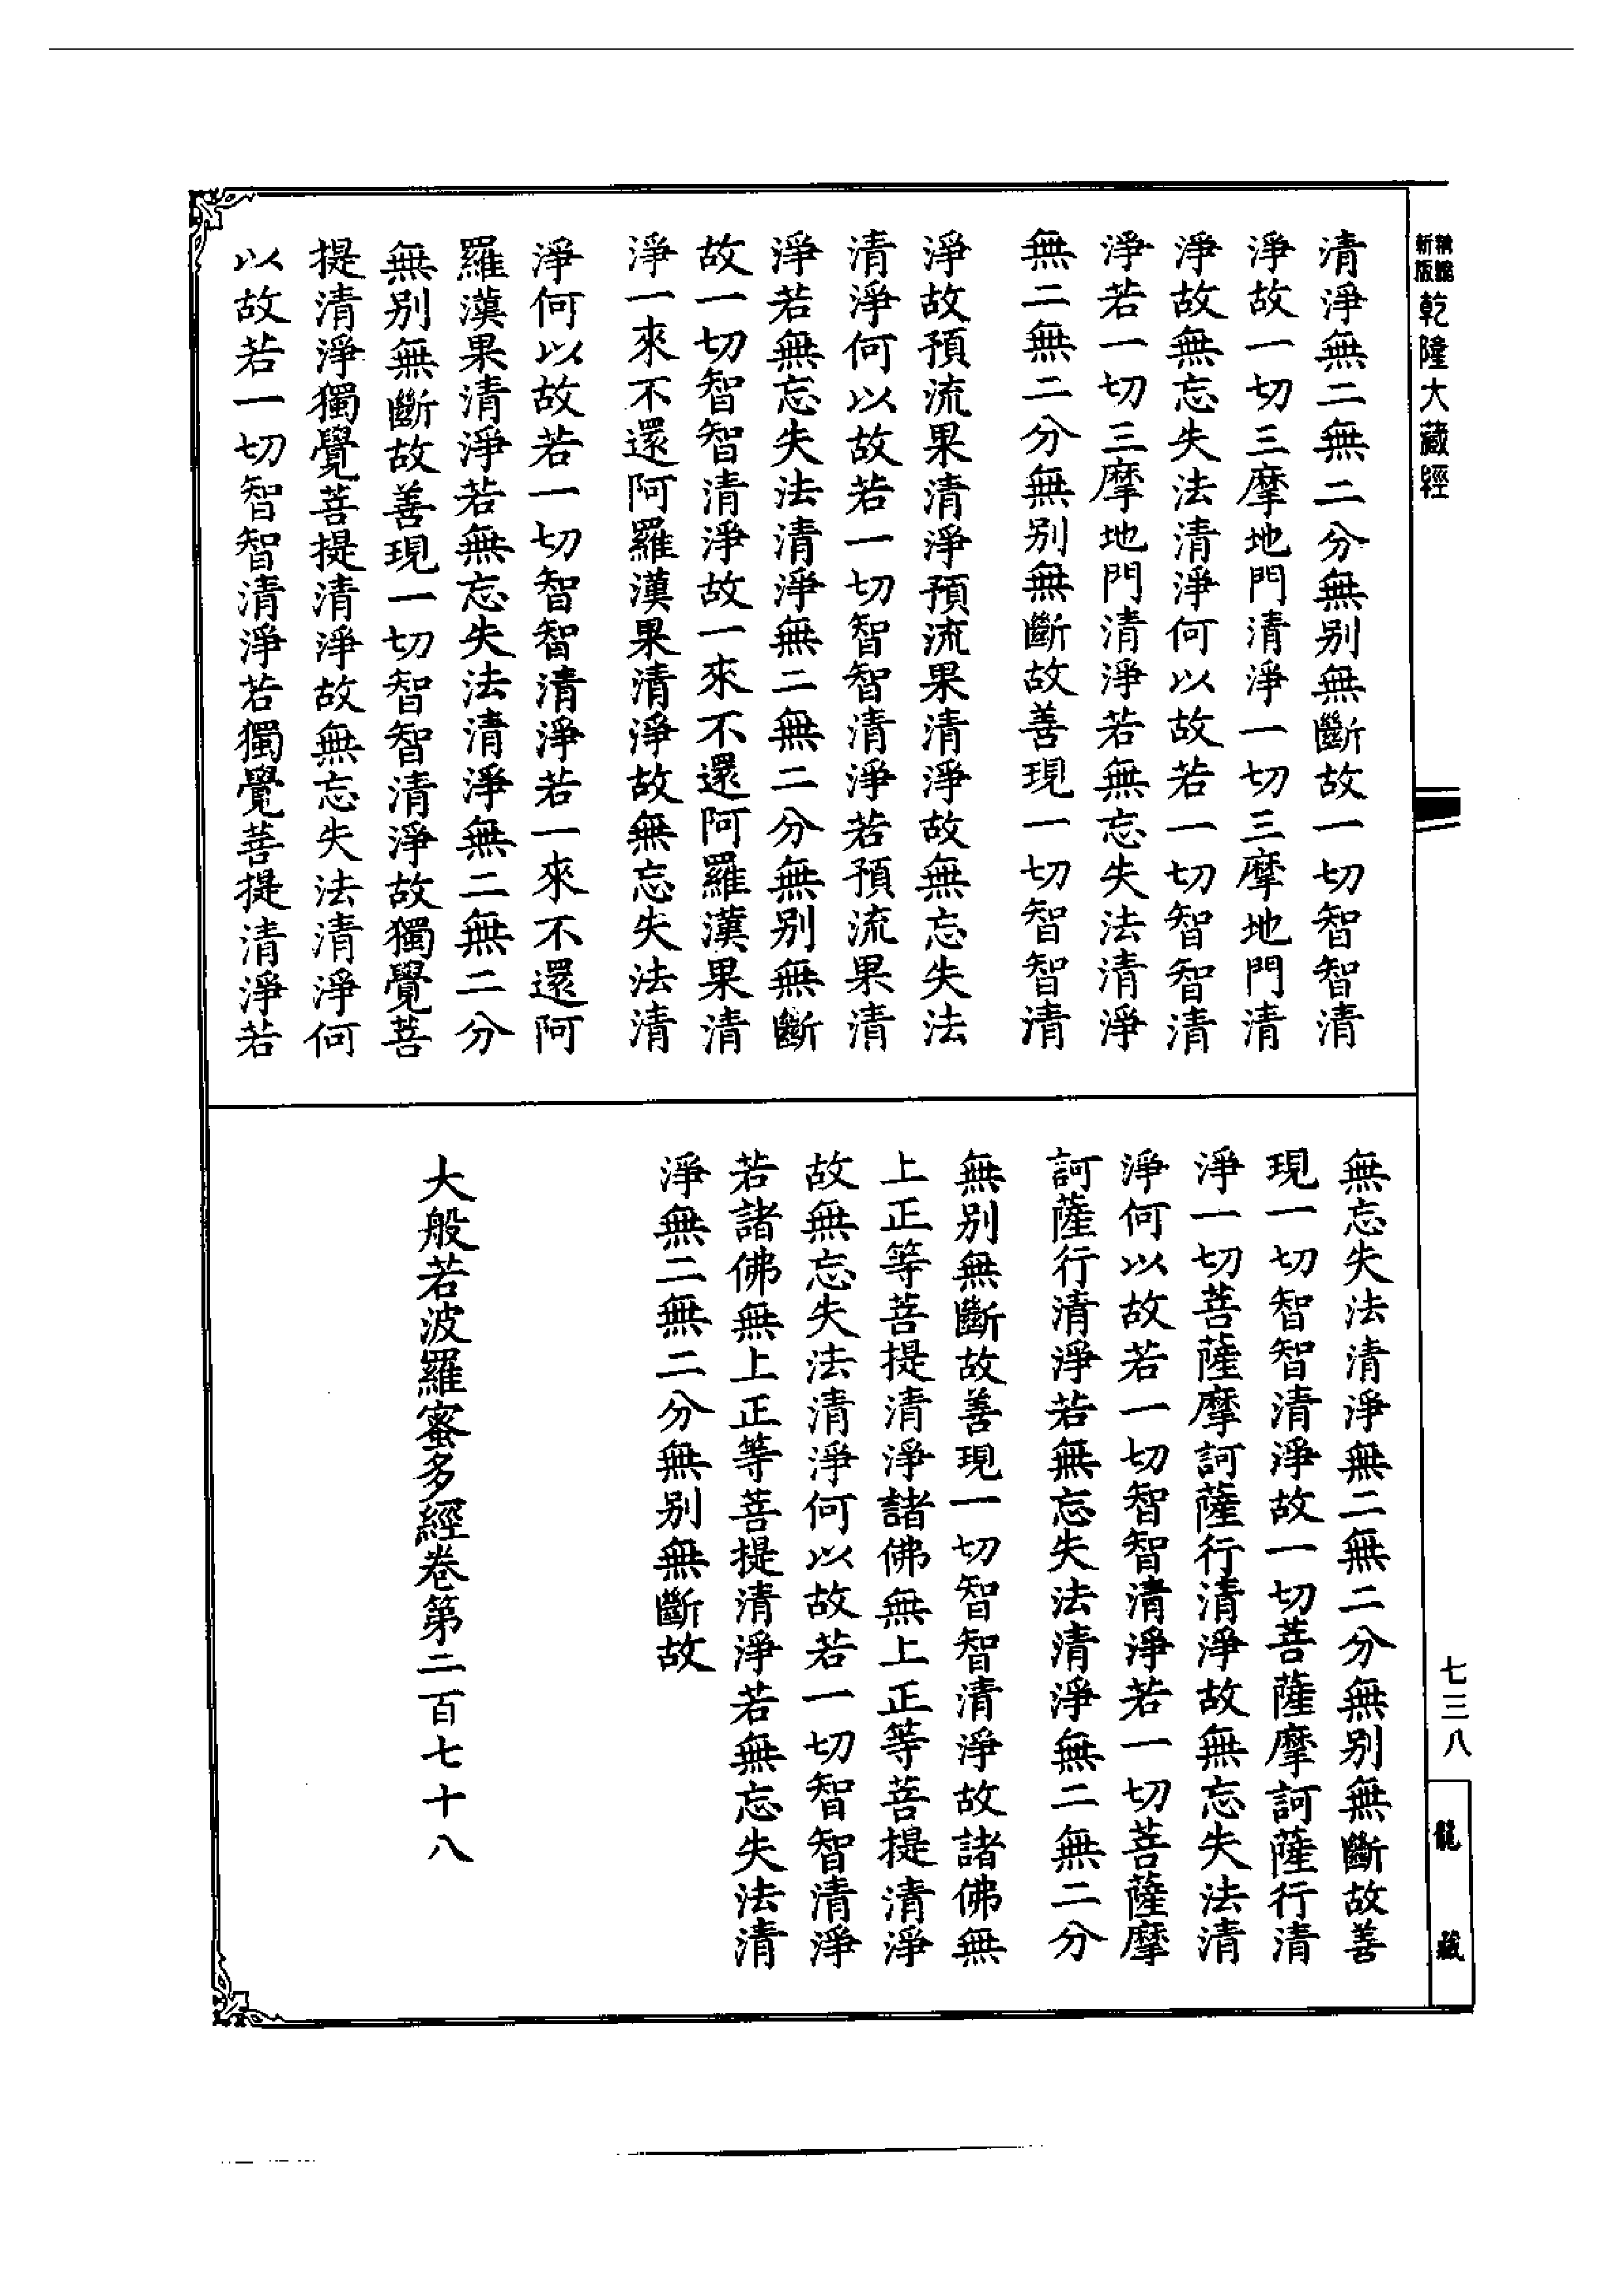 新版
乾隆大藏經
清淨無二無二分無別無斷故一切智智清
淨故一切三摩地門清淨一切三摩地門清
淨故無忘失法清淨何以故若一切智智清
淨若一切三摩地門清淨若無忘失法清淨
無二無二分無別無斷故善現一切智智清
淨故預流果清淨預流果清淨故無忘失法
清淨何以故若一切智智清淨若預流果清
淨若無忘失法清淨無二無二分無別無斷
故一切智智清淨故一來不還阿羅漢果清
淨一來不還阿羅漢果清淨故無忘失法清
淨何以故若一切智智清淨若一來不還阿
羅漢果清淨若無忘失法清淨無二無二分
無別無斷故善現一切智智清淨故獨覺菩
提清淨獨覺菩提清淨故無忘失法清淨何
以故若一切智智清淨若獨覺菩提清淨若
無忘失法清淨無二無二分無別無斷故善
現一切智智清淨故一切菩薩摩訶薩行清
淨一切菩薩摩訶薩行清淨故無忘失法清
淨何以故若一切智智清淨若一切菩薩摩
訶薩行清淨若無忘失法清淨無二無二分
無別無斷故善現一切智智清淨故諸佛無
上正等菩提清淨諸佛無上正等菩提清淨
故無忘失法清淨何以故若一切智智清淨
若諸佛無上正等菩提清淨若無忘失法清
淨無二無二分無別無斷故
大般若波羅蜜多經卷第二百七十八
七三八
龍藏